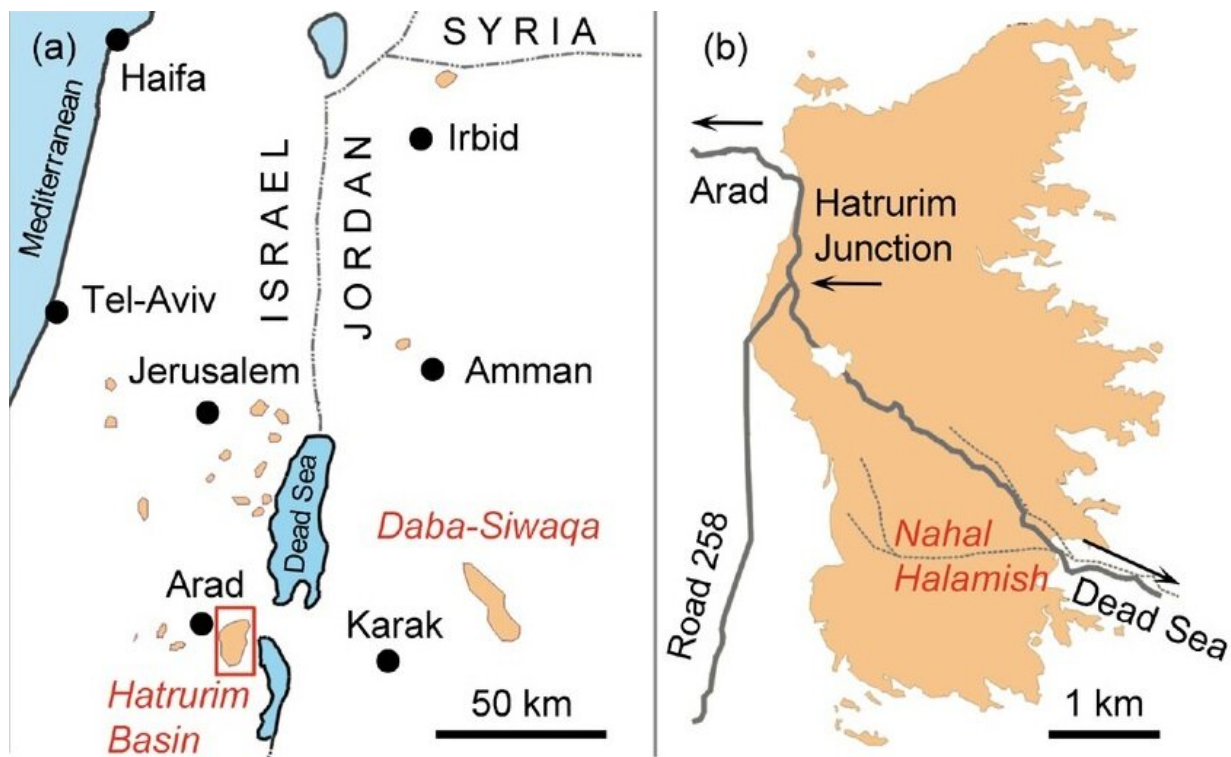 (a)
SYRIA
Haifa
Mediterranean
Irbid
ISRAEL
JORDAN
Tel-Aviv
Jerusalem
Amman
Dead Sea
Daba-Siwaqa
Arad
Karak
Hatrurim
Basin
50 km
(b)
Arad
Hatrurim
Junction
Road 258
Nahal
Halamish
Dead Sea
1 km